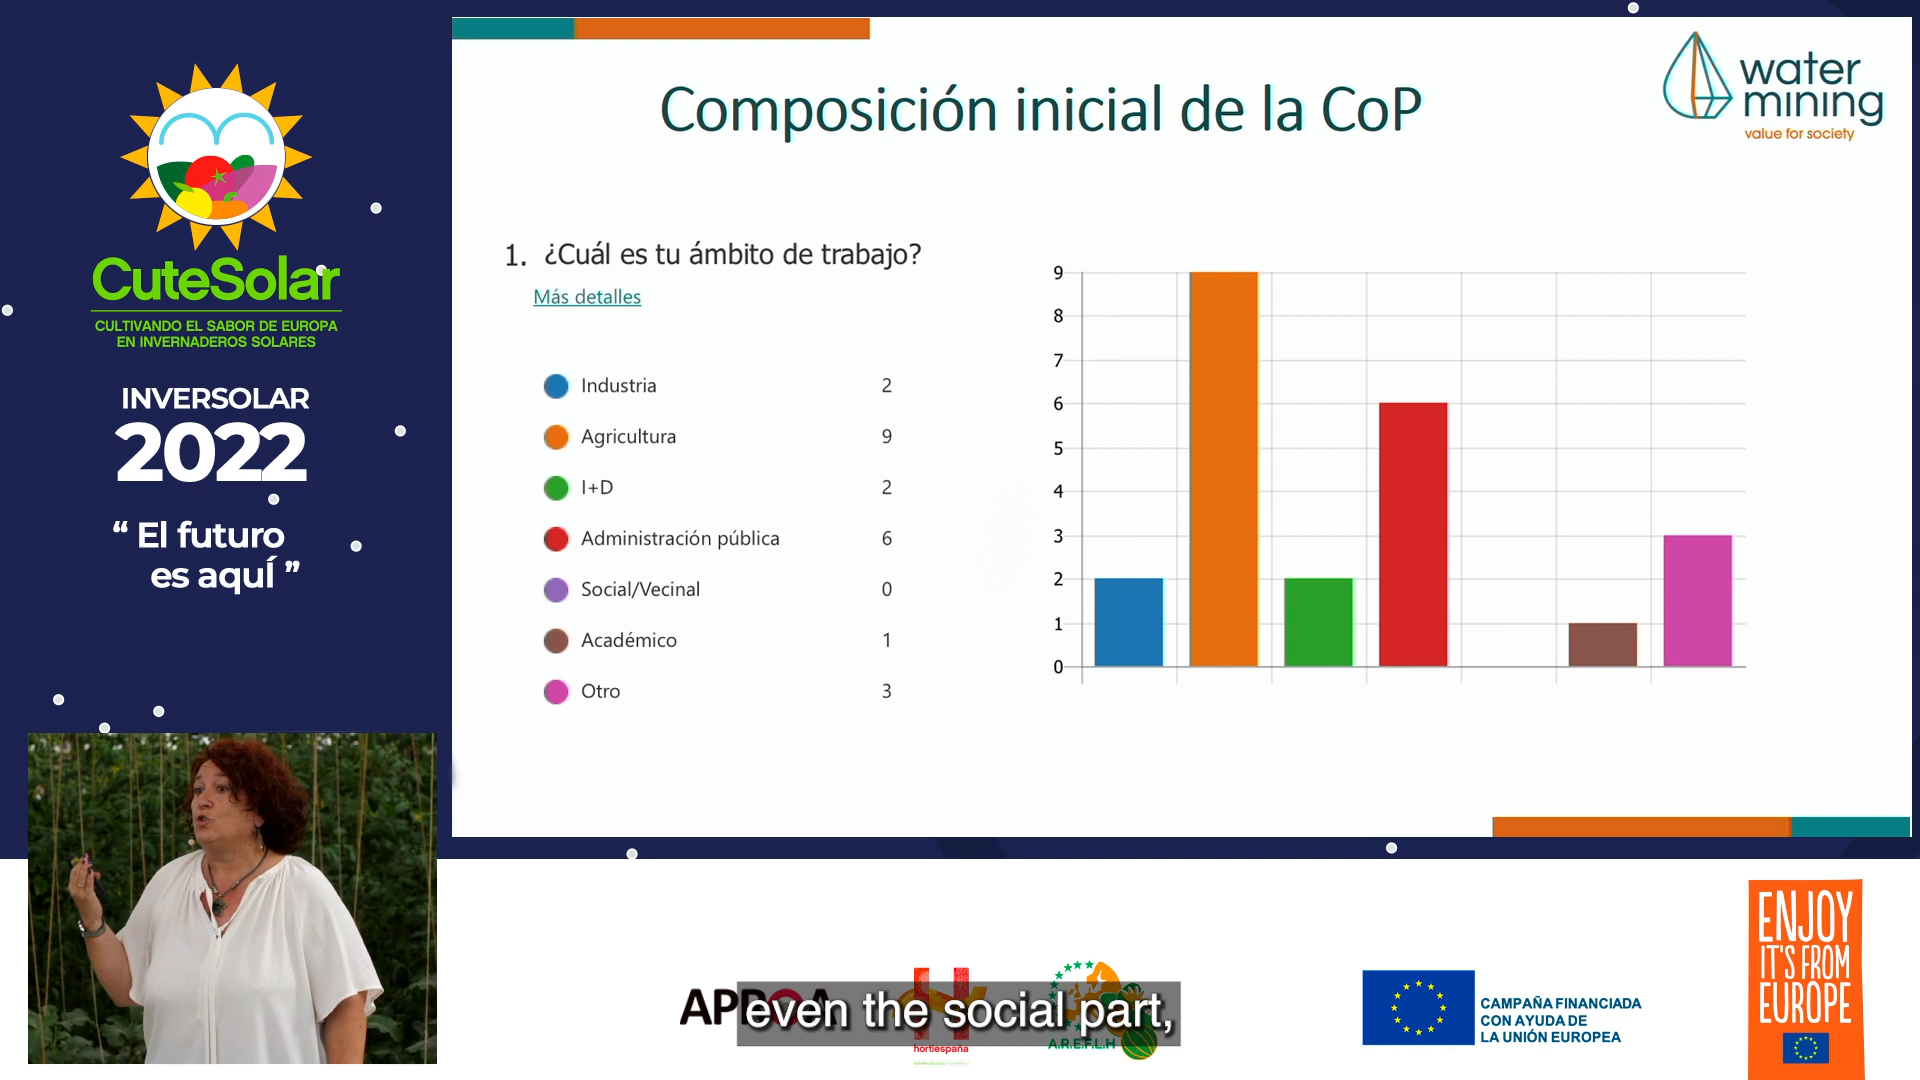 CuteSolar
CULTIVANDO EL SABOR DE EUROPA
EN INVERNADEROS SOLARES
INVERSOLAR
2022
“ El futuro
es aquÍ ”
Composición inicial de la CoP
water
mining
value for society
1. ¿Cuál es tu ámbito de trabajo?
Más detalles
Industria 2
Agricultura 9
I+D 2
Administración pública 6
Social/Vecinal 0
Académico 1
Otro 3
9
8
7
6
5
4
3
2
1
0
even the social part,
hortiespaña
A.R.E.F.L.H
CAMPAÑA FINANCIADA
CON AYUDA DE
LA UNIÓN EUROPEA
ENJOY
IT'S FROM
EUROPE